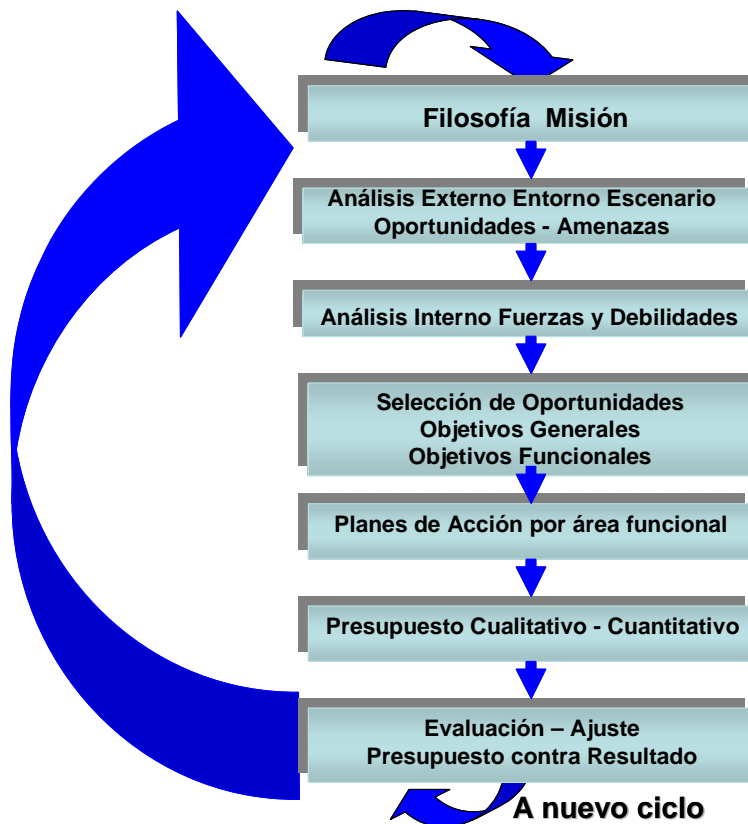 Filosofía Misión
Análisis Externo Entorno Escenario
Oportunidades - Amenazas
Análisis Interno Fuerzas y Debilidades
Selección de Oportunidades
Objetivos Generales
Objetivos Funcionales
Planes de Acción por área funcional
Presupuesto Cualitativo - Cuantitativo
Evaluación – Ajuste
Presupuesto contra Resultado
A nuevo ciclo